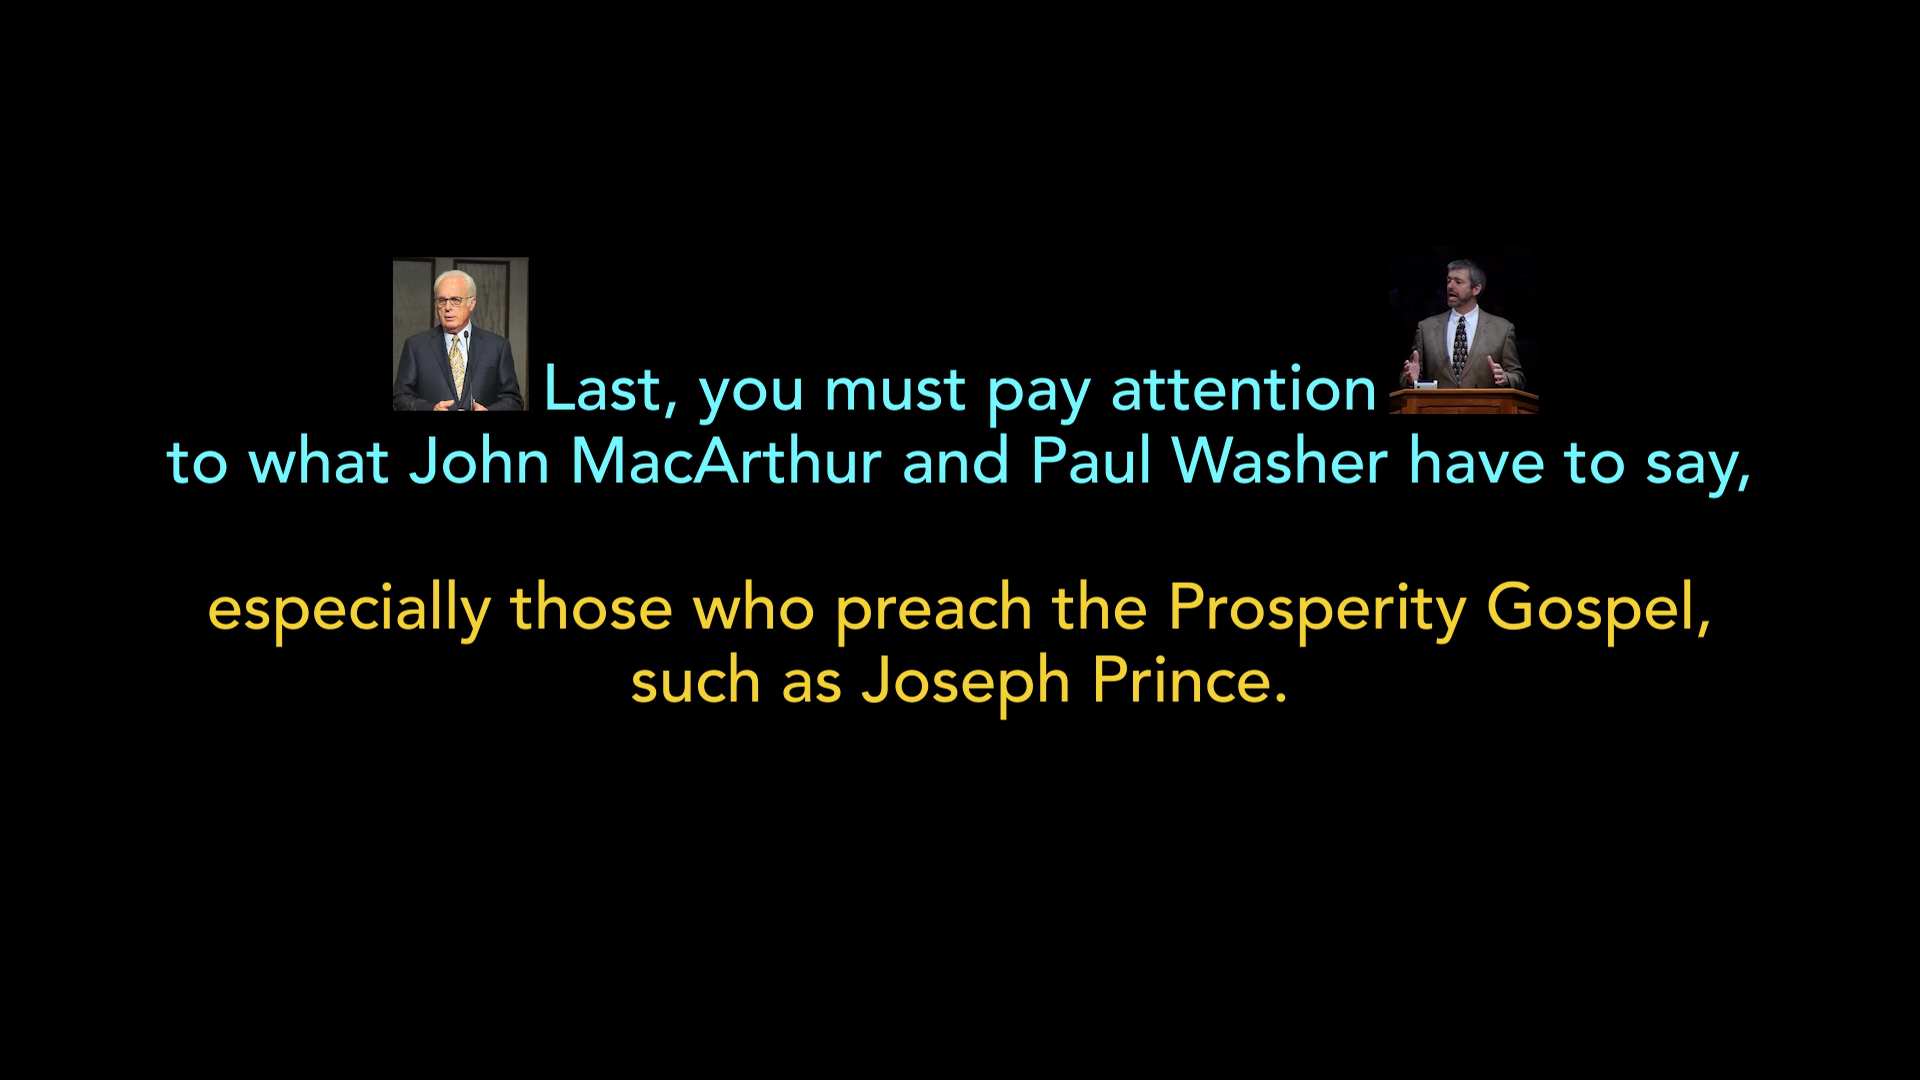 Last, you must pay attention
to what John MacArthur and Paul Washer have to say,
especially those who preach the Prosperity Gospel,
such as Joseph Prince.